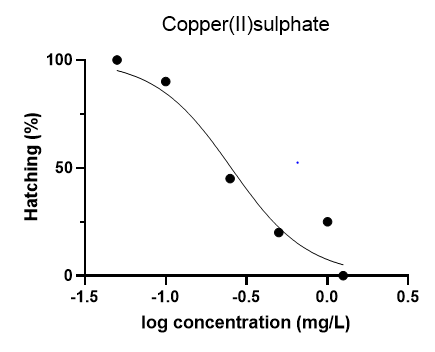 Copper(II)sulphate
100
50
0
Hatching (%)
-1.5 -1.0 -0.5 0.0 0.5
log concentration (mg/L)